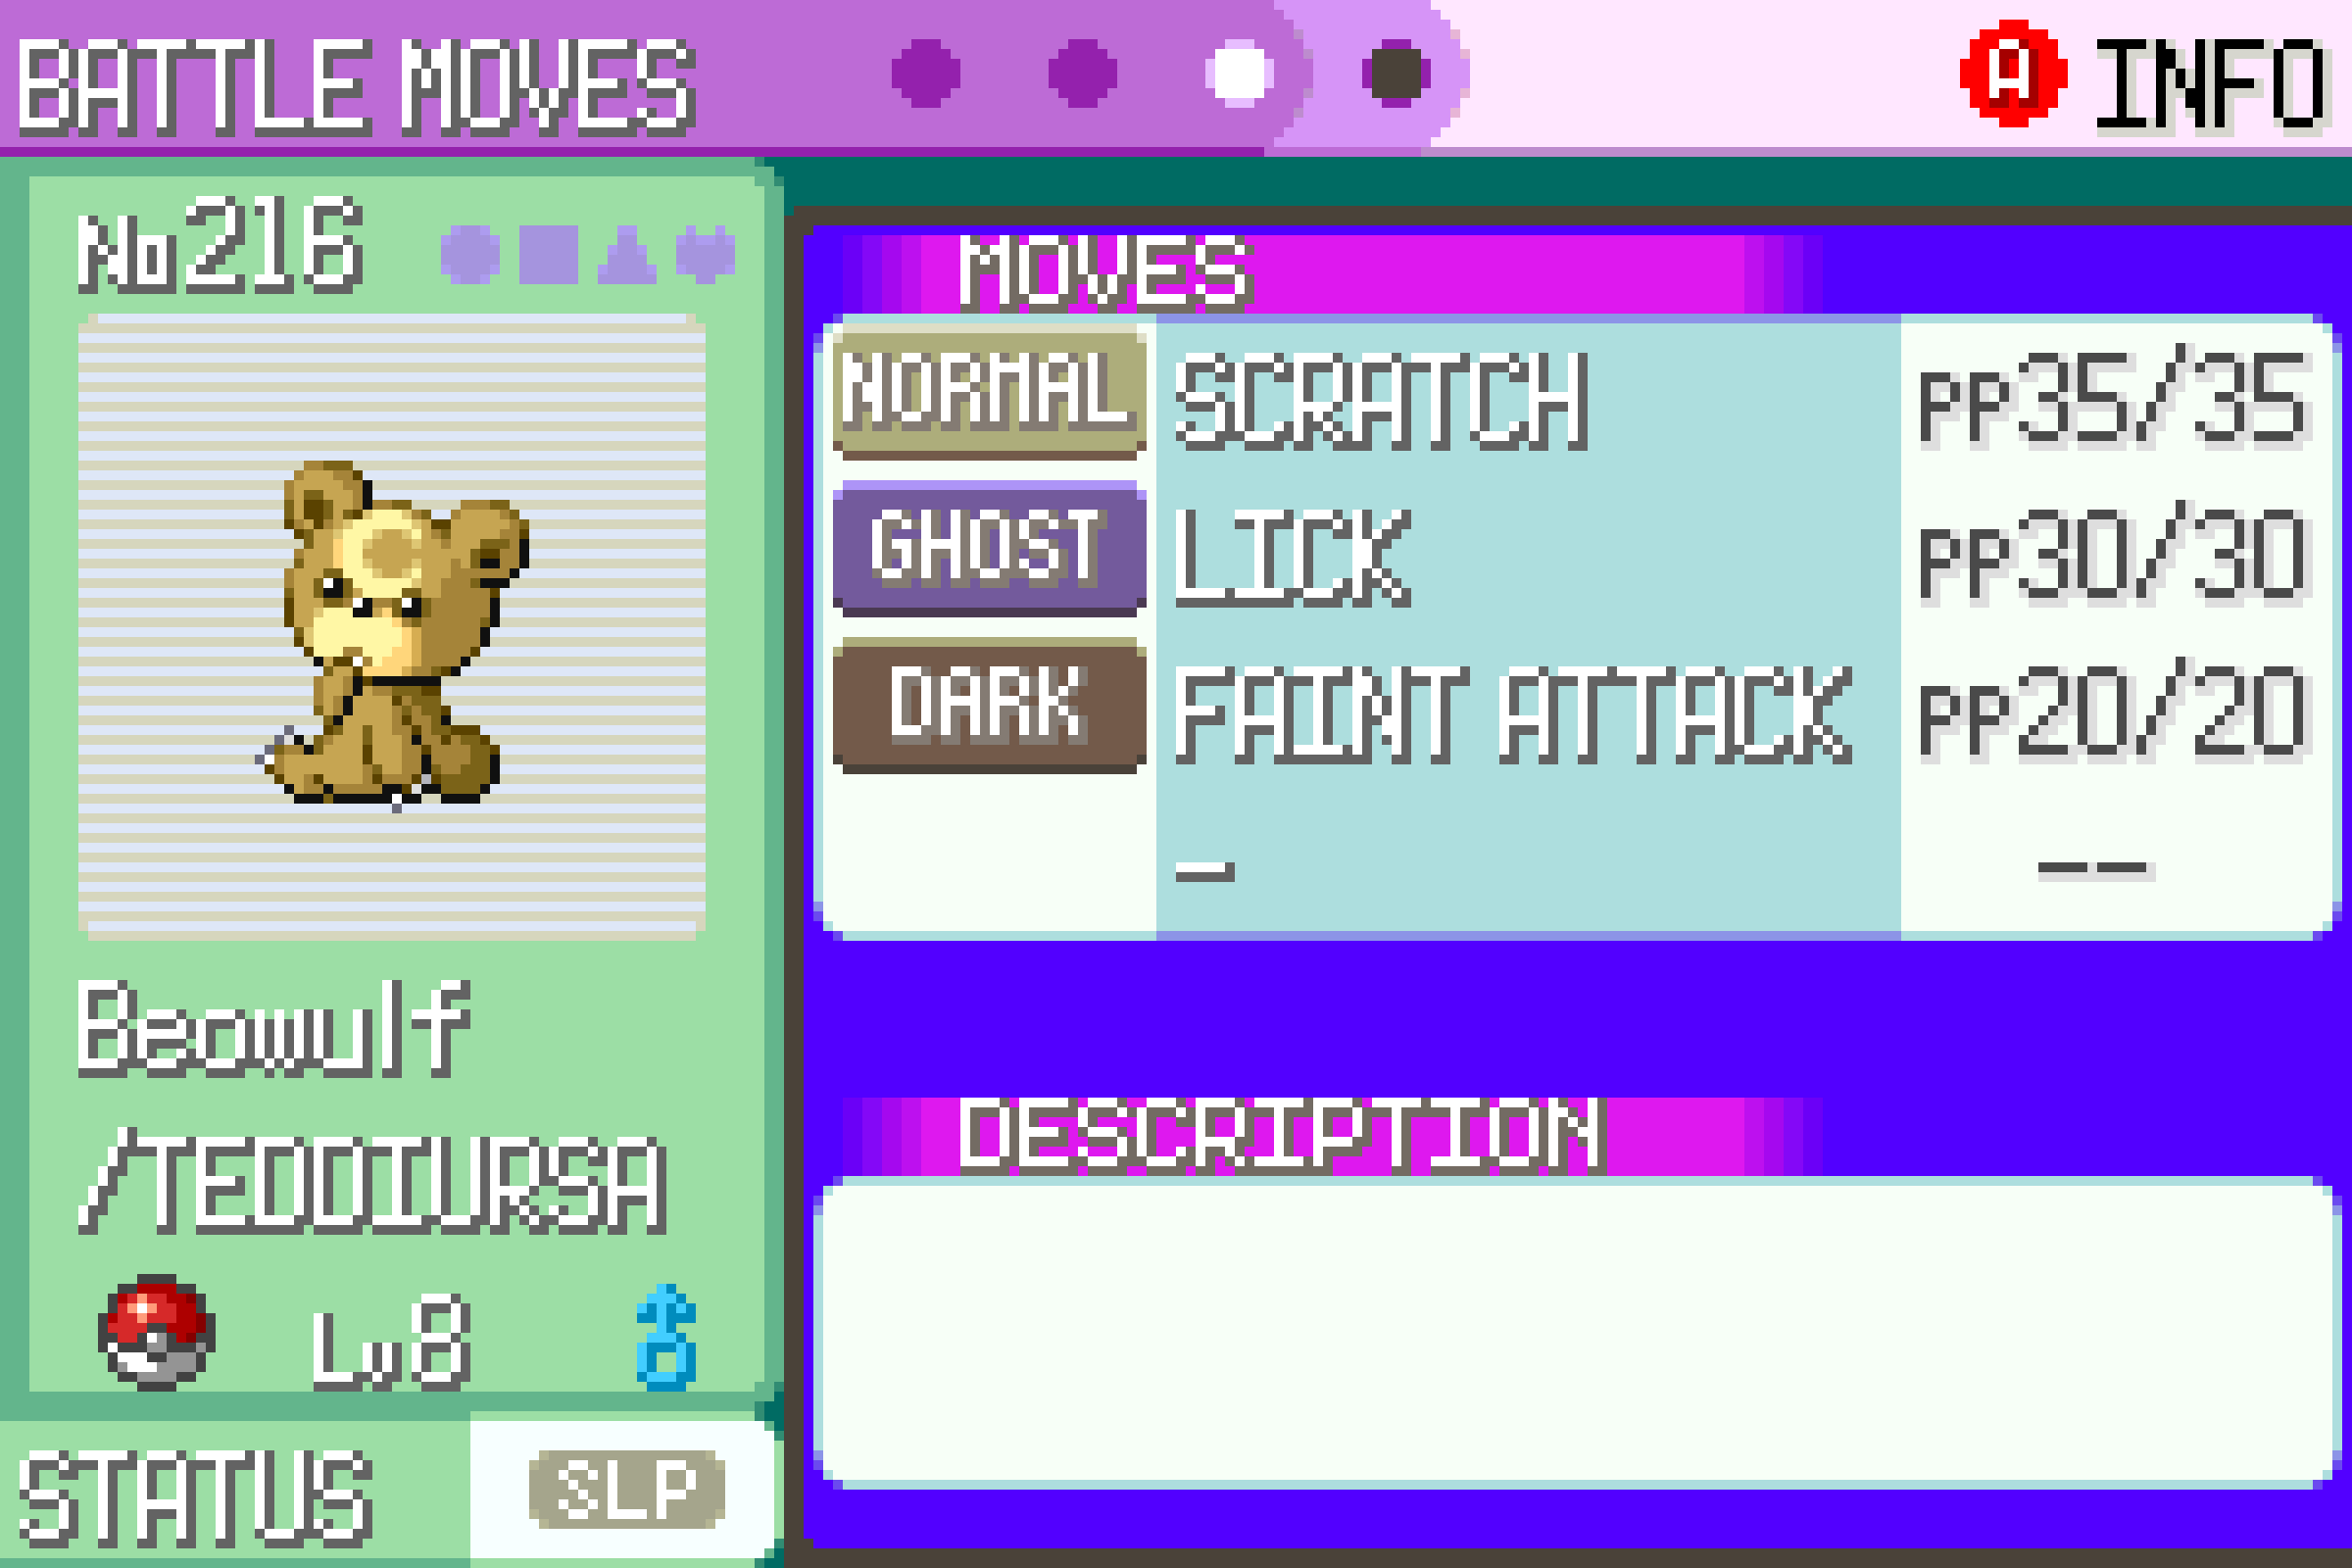 BATTLE MOVES
A INFO
No216
Beowulf
/TEDDIURSA
Lv8 ♂
STATUS SLP
MOVES
NORMAL SCRATCH PP35/35
GHOST LICK PP30/30
DARK FAINT ATTACK PP20/20
- --
DESCRIPTION